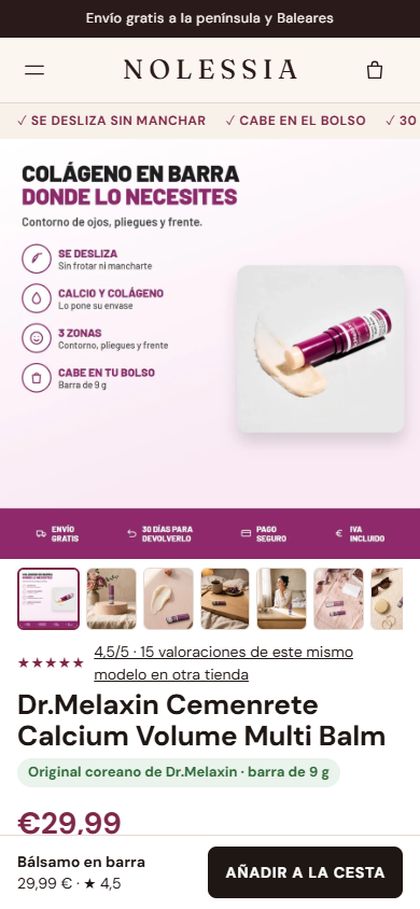 Envío gratis a la península y Baleares
NOLESSIA
✓ SE DESLIZA SIN MANCHAR ✓ CABE EN EL BOLSO ✓ 30
COLÁGENO EN BARRA
DONDE LO NECESITES
Contorno de ojos, pliegues y frente.
SE DESLIZA
Sin frotar ni mancharte
CALCIO Y COLÁGENO
Lo pone su envase
3 ZONAS
Contorno, pliegues y frente
CABE EN TU BOLSO
Barra de 9 g
ENVÍO
GRATIS
30 DÍAS PARA
DEVOLVERLO
PAGO
SEGURO
€ IVA
INCLUIDO
★★★★★ 4,5/5 · 15 valoraciones de este mismo
modelo en otra tienda
Dr.Melaxin Cemenrete
Calcium Volume Multi Balm
Original coreano de Dr.Melaxin · barra de 9 g
€29,99
Bálsamo en barra
29,99 € · ★ 4,5
AÑADIR A LA CESTA